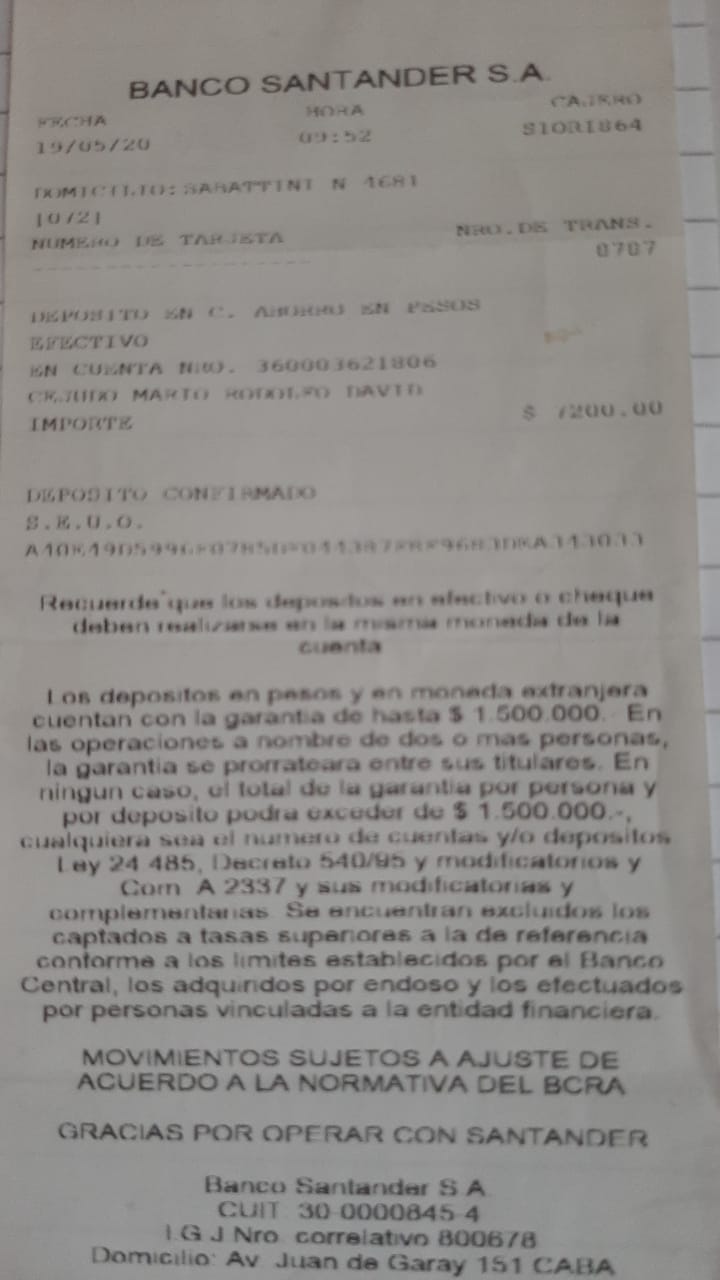 BANCO SANTANDER S.A.
FECHA HORA CAJERO
19/05/20 09:52 S1ORI864
DOMICILIO:SABATTINI N 4681
[0721
NUMERO DE TARJETA NRO.DE TRANS.
0707
DEPOSITO EN C. AHORRO EN PESOS
EFECTIVO
EN CUENTA NRO. 360003621806
CEJUDO MARIO RODOLFO DAVID
IMPORTE $ 7200.00
DEPOSITO CONFIRMADO
S.E.U.O.
Recuerde que los depositos en efectivo o cheque
deben realizarse en la misma moneda de la
cuenta
Los depositos en pesos y en moneda extranjera
cuentan con la garantia de hasta $ 1.500.000.- En
las operaciones a nombre de dos o mas personas,
la garantia se prorrateara entre sus titulares. En
ningun caso, el total de la garantia por persona y
por deposito podra exceder de $ 1.500.000.-,
cualquiera sea el numero de cuentas y/o depositos
Ley 24.485, Decreto 540/95 y modificatorios y
Com. A 2337 y sus modificatorias y
complementarias. Se encuentran excluidos los
captados a tasas superiores a la de referencia
conforme a los limites establecidos por el Banco
Central, los adquiridos por endoso y los efectuados
por personas vinculadas a la entidad financiera.
MOVIMIENTOS SUJETOS A AJUSTE DE
ACUERDO A LA NORMATIVA DEL BCRA
GRACIAS POR OPERAR CON SANTANDER
Banco Santander S.A.
CUIT: 30-0000845-4
I.G.J Nro. correlativo 800678
Domicilio: Av. Juan de Garay 151 CABA